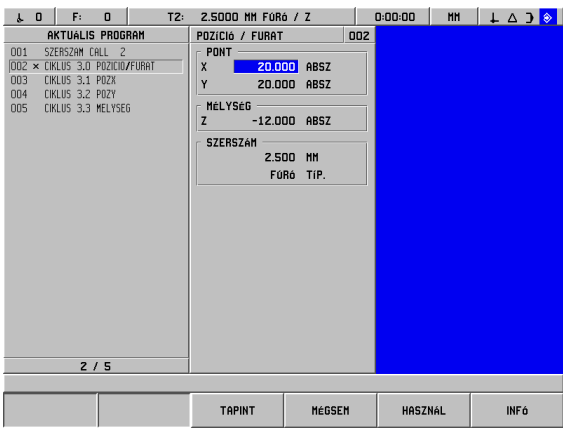 0 F: 0 T2: 2.5000 MM FÚRó / Z 0:00:00 MM
AKTUáLIS PROGRAM
001 SZERSZAM CALL 2
002 × CIKLUS 3.0 POZICIO/FURAT
003 CIKLUS 3.1 POZX
004 CIKLUS 3.2 POZY
005 CIKLUS 3.3 MELYSEG
2 / 5
POZíCIó / FURAT 002
PONT
X 20.000 ABSZ
Y 20.000 ABSZ
MéLYSéG
Z -12.000 ABSZ
SZERSZáM
2.500 MM
FÚRó TíP.
TAPINT MéGSEM HASZNáL INFó